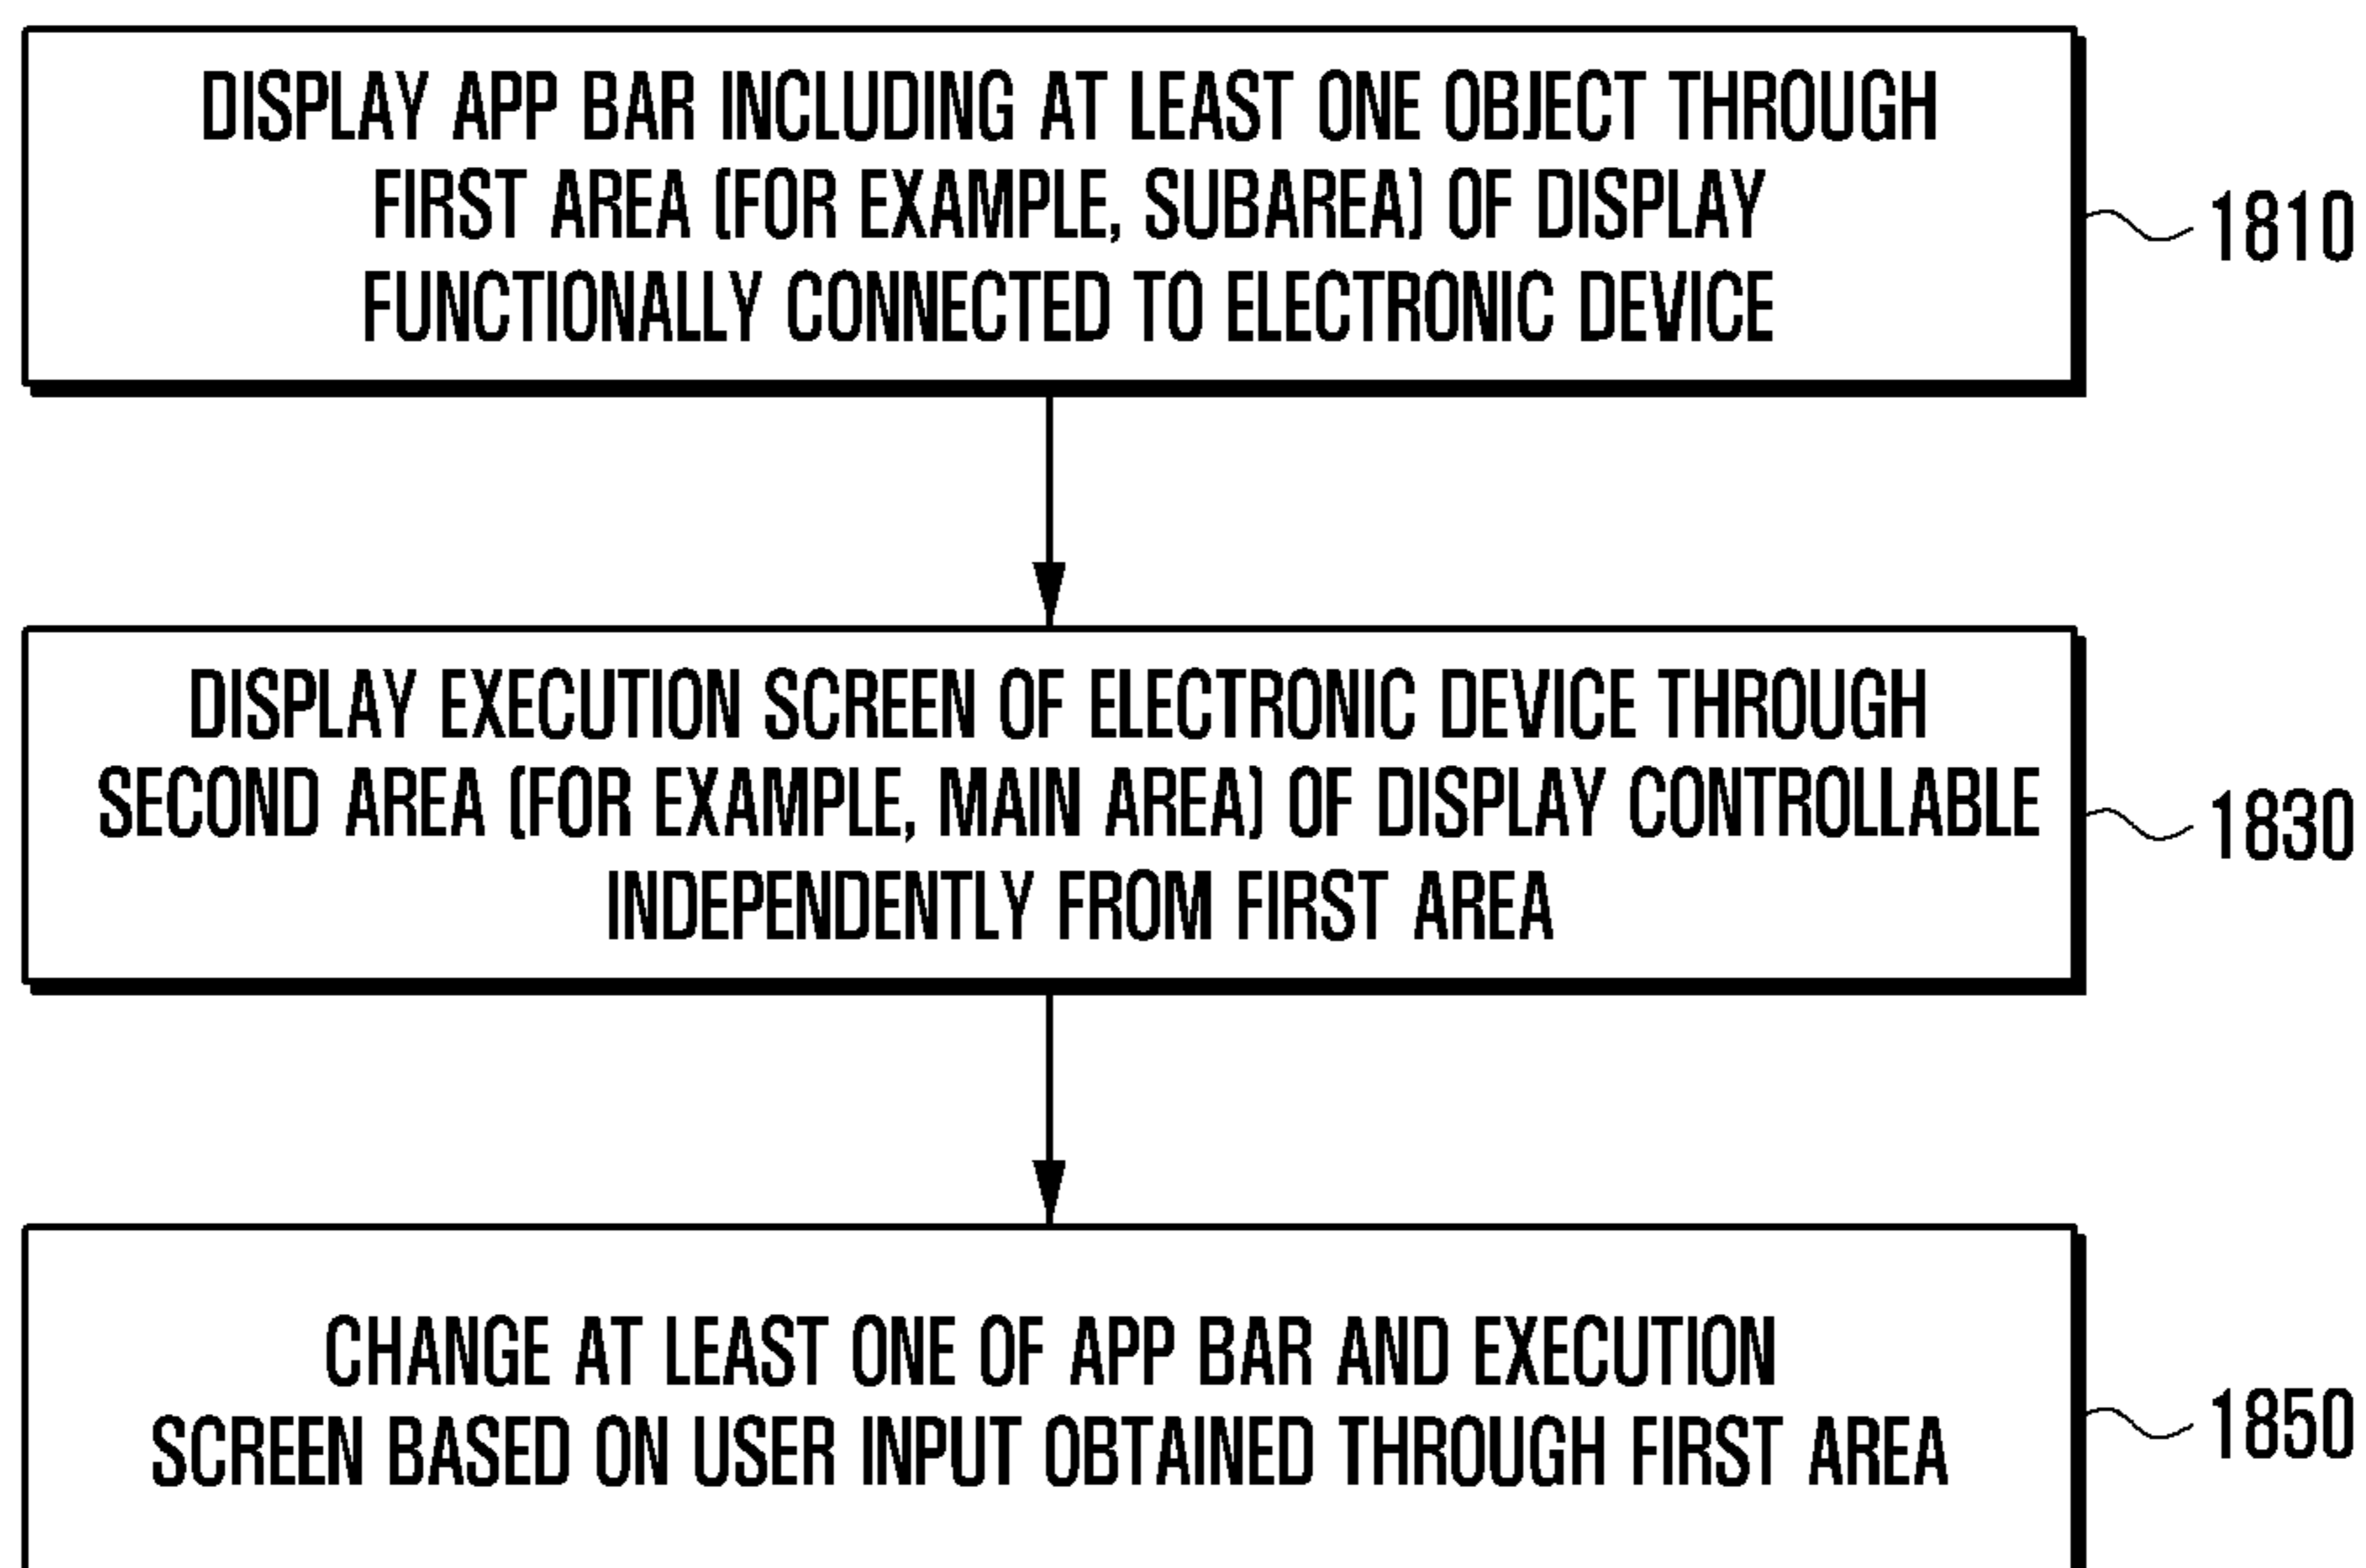 DISPLAY APP BAR INCLUDING AT LEAST ONE OBJECT THROUGH
FIRST AREA (FOR EXAMPLE, SUBAREA) OF DISPLAY
FUNCTIONALLY CONNECTED TO ELECTRONIC DEVICE
1810
DISPLAY EXECUTION SCREEN OF ELECTRONIC DEVICE THROUGH
SECOND AREA (FOR EXAMPLE, MAIN AREA) OF DISPLAY CONTROLLABLE
INDEPENDENTLY FROM FIRST AREA
1830
CHANGE AT LEAST ONE OF APP BAR AND EXECUTION
SCREEN BASED ON USER INPUT OBTAINED THROUGH FIRST AREA
1850